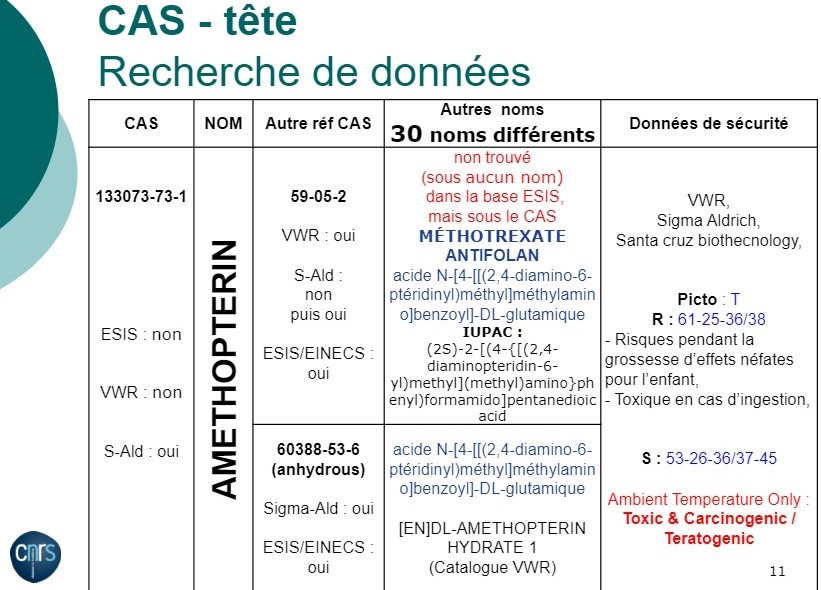 CAS - tête
Recherche de données
CAS
NOM
Autre réf CAS
Autres noms
30 noms différents
Données de sécurité
133073-73-1
ESIS : non
VWR : non
S-Ald : oui
AMETHOPTERIN
59-05-2
VWR : oui
S-Ald :
non
puis oui
ESIS/EINECS :
oui
non trouvé
(sous aucun nom)
dans la base ESIS,
mais sous le CAS
MÉTHOTREXATE
ANTIFOLAN
acide N-[4-[[(2,4-diamino-6-
ptéridinyl)méthyl]méthylamin
o]benzoyl]-DL-glutamique
IUPAC :
(2S)-2-[(4-{[(2,4-
diaminopteridin-6-
yl)methyl](methyl)amino}ph
enyl)formamido]pentanedioic
acid
60388-53-6
(anhydrous)
Sigma-Ald : oui
ESIS/EINECS :
oui
acide N-[4-[[(2,4-diamino-6-
ptéridinyl)méthyl]méthylamin
o]benzoyl]-DL-glutamique
[EN]DL-AMETHOPTERIN
HYDRATE 1
(Catalogue VWR)
VWR,
Sigma Aldrich,
Santa cruz biothecnology,
Picto : T
R : 61-25-36/38
- Risques pendant la
grossesse d’effets néfates
pour l’enfant,
- Toxique en cas d’ingestion,
S : 53-26-36/37-45
Ambient Temperature Only :
Toxic & Carcinogenic /
Teratogenic
cnrs
11